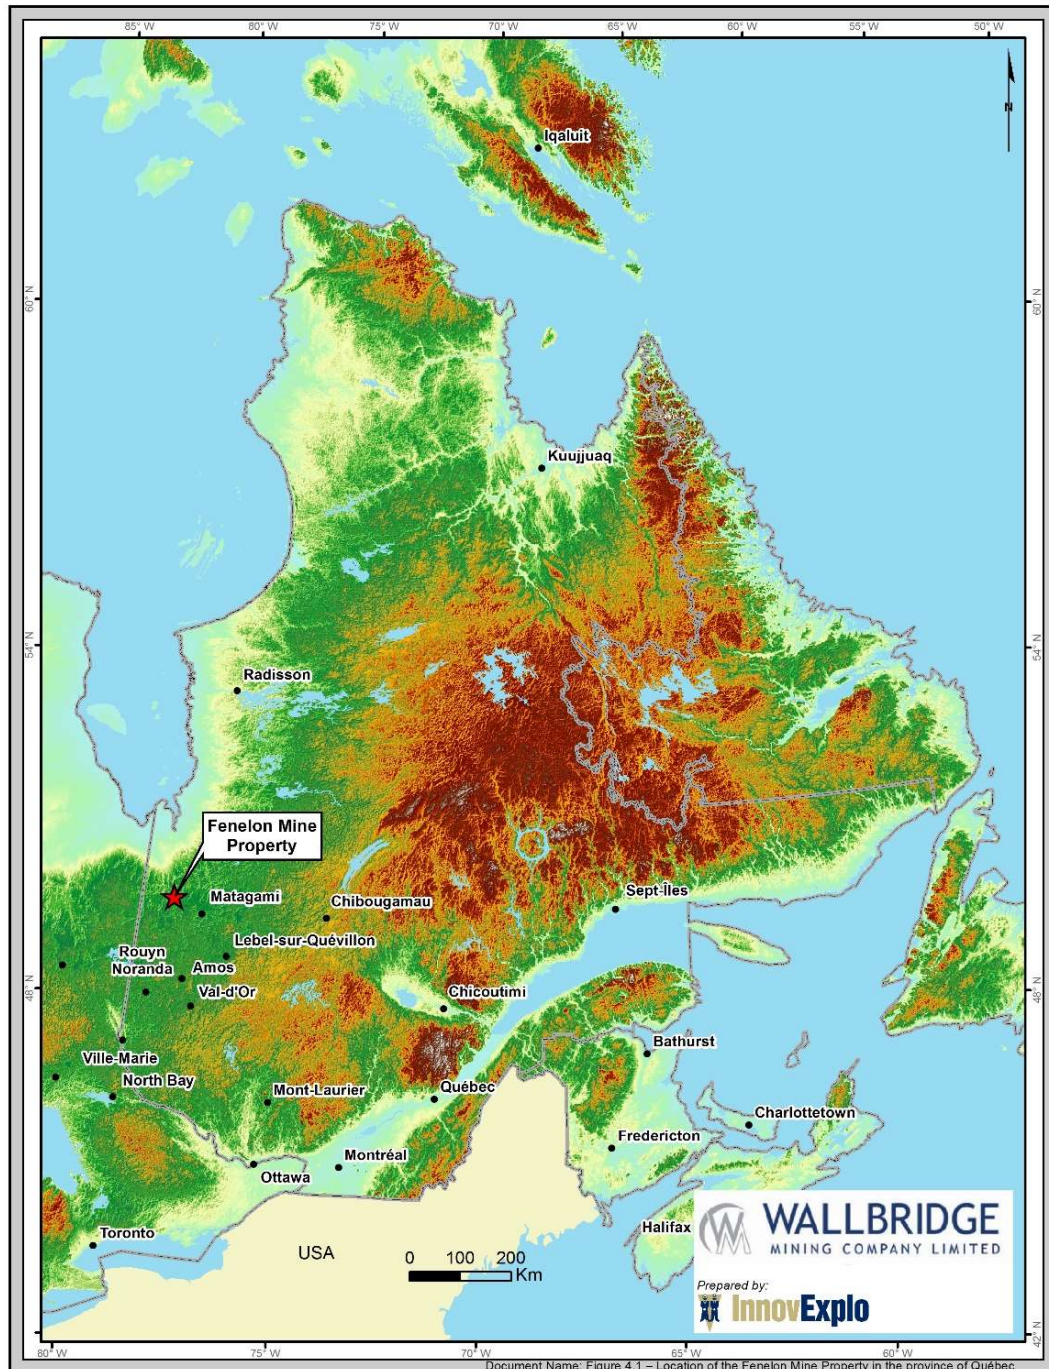 85° W
80° W
75° W
70° W
65° W
60° W
55° W
50° W
N
Iqaluit
60° N
60° N
Kuujjuaq
54° N
54° N
Radisson
Fenelon Mine
Property
Matagami
Chibougamau
Sept-Îles
Lebel-sur-Quévillon
Rouyn
Noranda
Amos
Val-d'Or
48° N
48° N
Chicoutimi
Ville-Marie
Bathurst
North Bay
Mont-Laurier
Québec
Charlottetown
Fredericton
Montréal
Ottawa
Toronto
USA
Halifax
0 100 200
Km
WALLBRIDGE
MINING COMPANY LIMITED
Prepared by:
InnovExplo
42° N
80° W
75° W
70° W
65° W
60° W
Document Name: Figure 4.1 – Location of the Fenelon Mine Property in the province of Québec